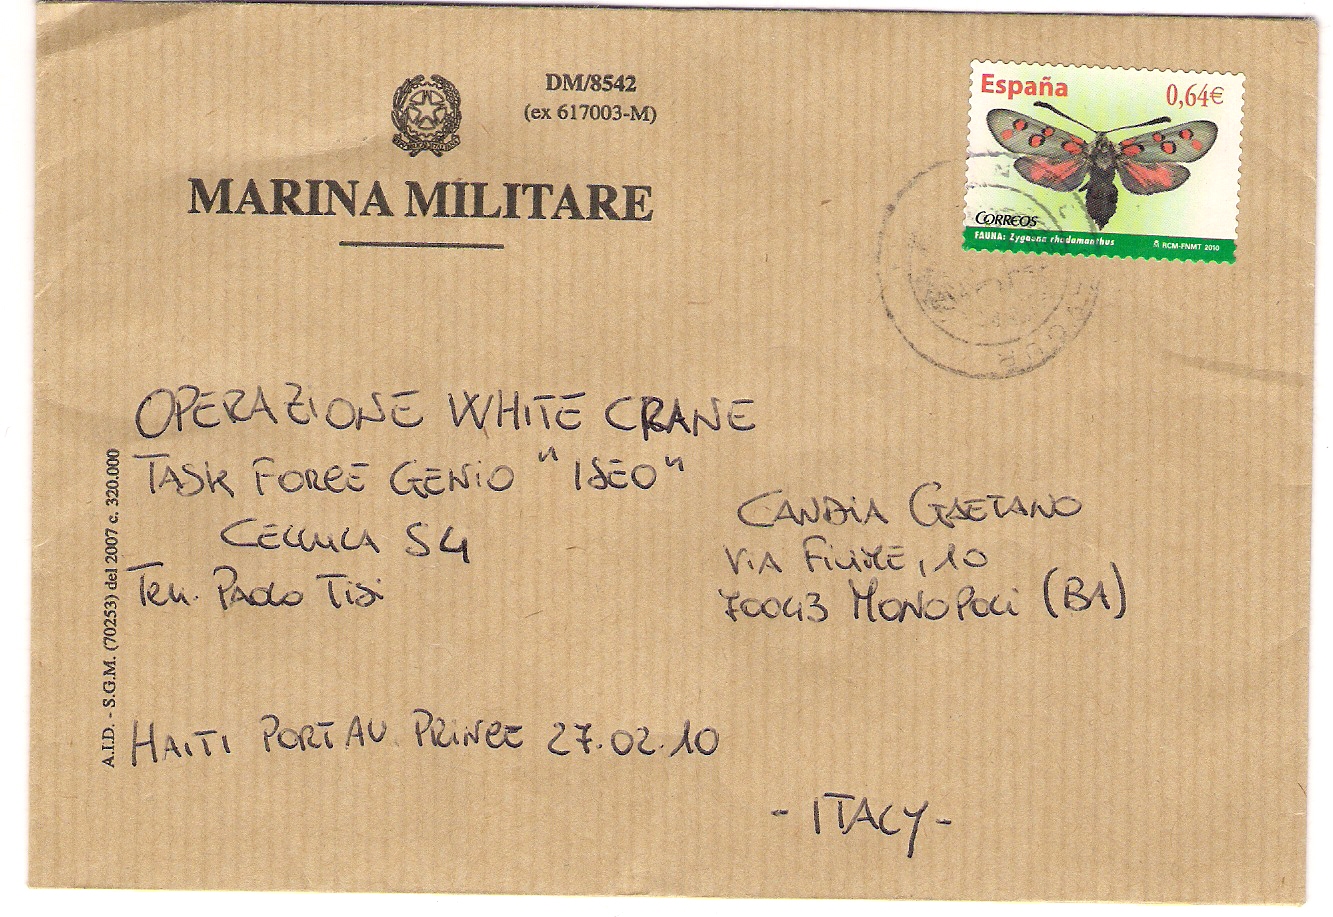 DM/8542
(ex 617003-M)
MARINA MILITARE
España 0,64€
CORREOS
FAUNA: Zygaena rhadamanthus RCM-FNMT 2010
OPERAZIONE WHITE CRANE
TASK FORCE GENIO "ISEO"
CELLULA S4
TEN. PAOLO TISI
CANDIA GAETANO
VIA FIUME, 10
70043 MONOPOLI (BA)
HAITI PORT AU PRINCE 27.02.10
- ITALY -
A.I.D. - S.G.M. (70253) del 2007 c. 320.000